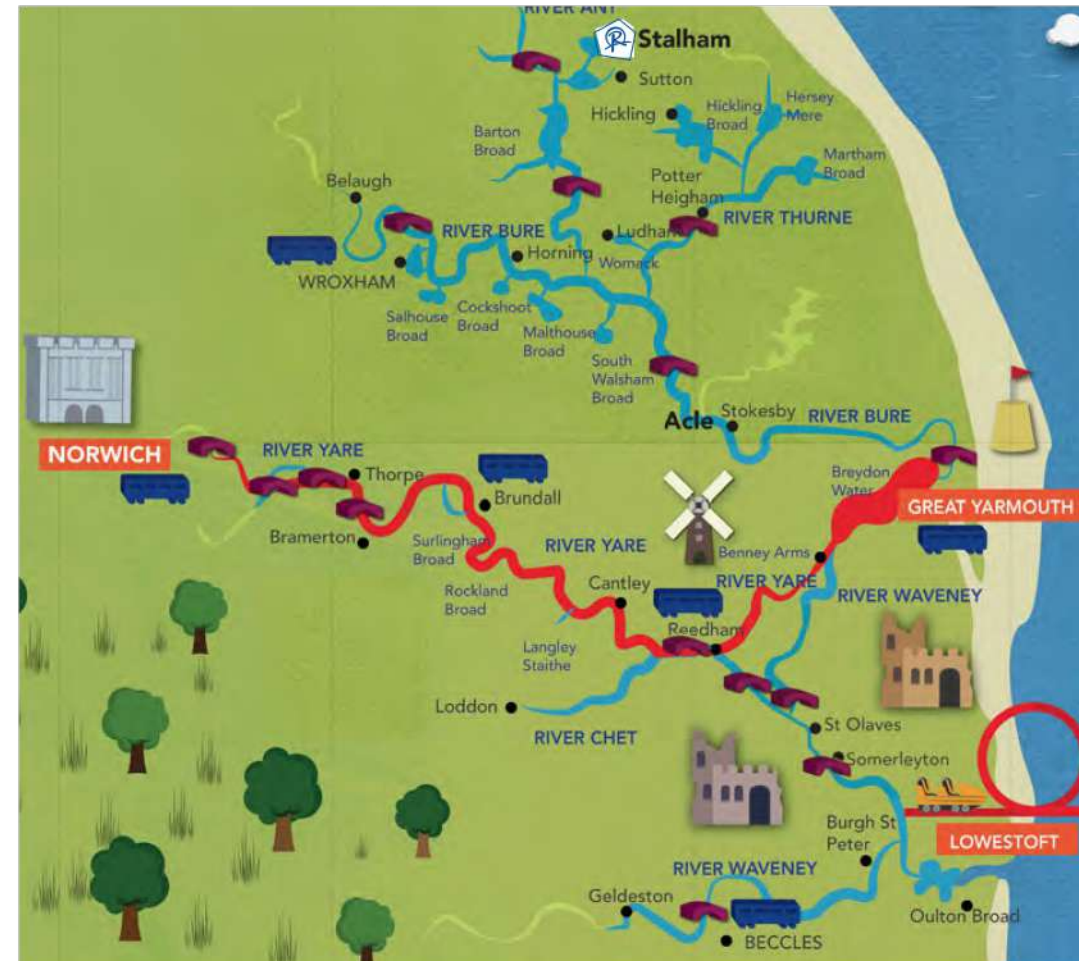 RIVER ANT
Stalham
Sutton
Hickling
Hickling
Broad
Hersey
Mere
Barton
Broad
Martham
Broad
Potter
Heigham
Belaugh
RIVER THURNE
RIVER BURE
Ludham
Horning
Womack
WROXHAM
Salhouse
Broad
Cockshoot
Broad
Malthouse
Broad
South
Walsham
Broad
Acle
Stokesby
RIVER BURE
NORWICH
RIVER YARE
Thorpe
Brundall
Breydon
Water
GREAT YARMOUTH
Bramerton
Surlingham
Broad
RIVER YARE
Benney Arms
Rockland
Broad
Cantley
RIVER YARE
RIVER WAVENEY
Langley
Staithe
Reedham
Loddon
RIVER CHET
St Olaves
Somerleyton
Burgh St
Peter
LOWESTOFT
RIVER WAVENEY
Geldeston
Oulton Broad
BECCLES